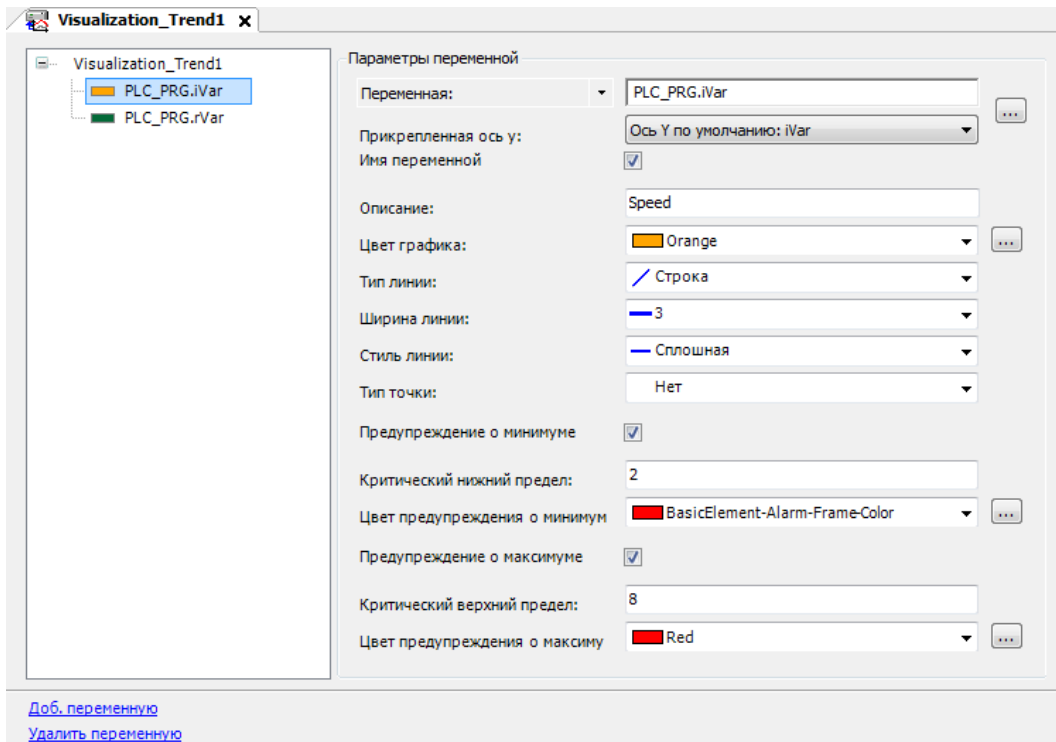 Visualization_Trend1 x
Visualization_Trend1
PLC_PRG.iVar
PLC_PRG.rVar
Параметры переменной
Переменная: PLC_PRG.iVar
...
Прикрепленная ось y: Ось Y по умолчанию: iVar
Имя переменной
Описание: Speed
Цвет графика: Orange ...
Тип линии: Строка
Ширина линии: 3
Стиль линии: Сплошная
Тип точки: Нет
Предупреждение о минимуме
Критический нижний предел: 2
Цвет предупреждения о минимум BasicElement-Alarm-Frame-Color ...
Предупреждение о максимуме
Критический верхний предел: 8
Цвет предупреждения о максиму Red ...
Доб. переменную
Удалить переменную